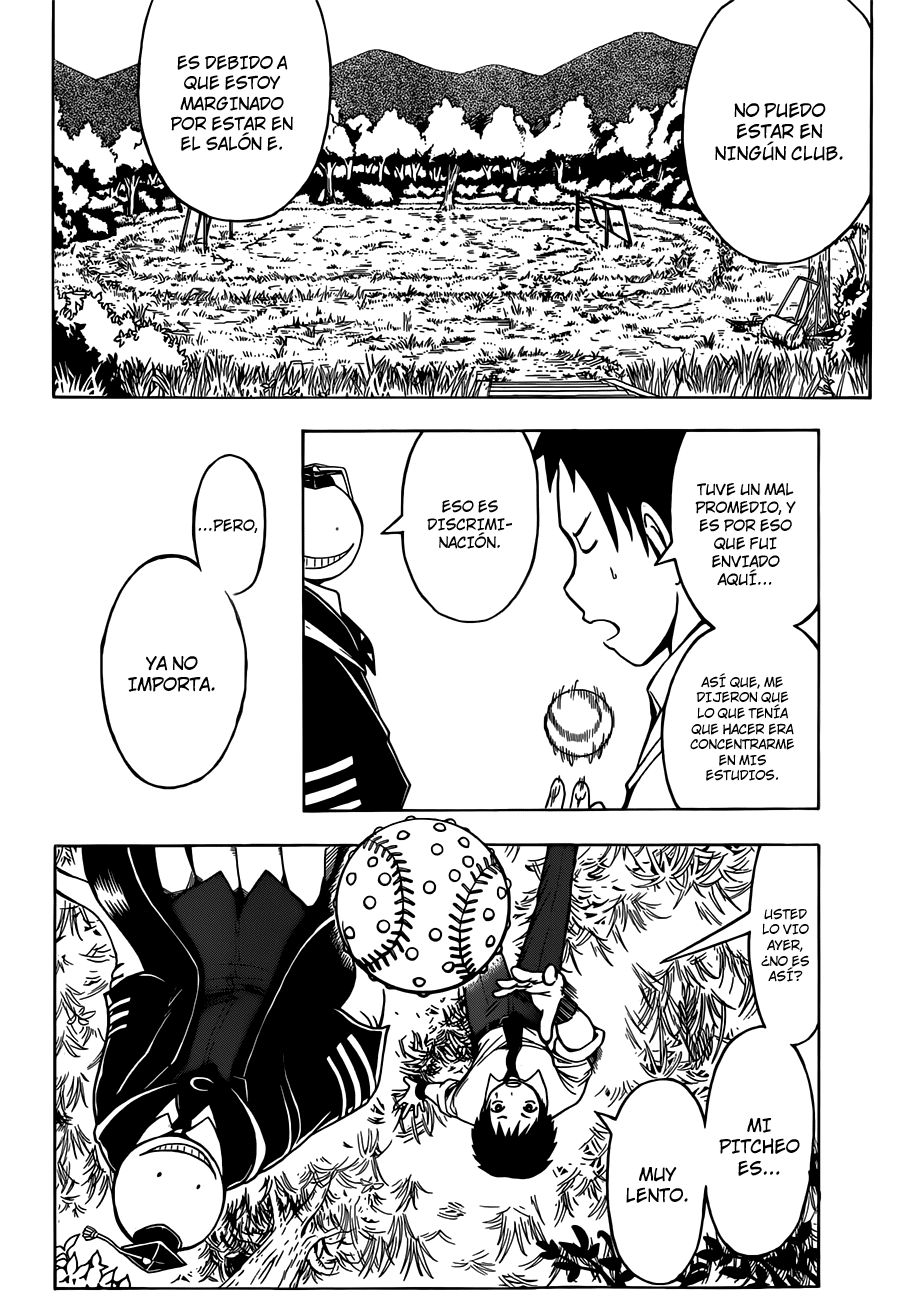 NO PUEDO
ESTAR EN
NINGÚN CLUB.
ES DEBIDO A
QUE ESTOY
MARGINADO
POR ESTAR EN
EL SALÓN E.
TUVE UN MAL
PROMEDIO, Y
ES POR ESO
QUE FUI
ENVIADO
AQUÍ...
ASÍ QUE, ME
DIJERON QUE
LO QUE TENÍA
QUE HACER ERA
CONCENTRARME
EN MIS
ESTUDIOS.
ESO ES
DISCRIMI-
NACIÓN.
...PERO,
YA NO
IMPORTA.
USTED
LO VIO
AYER,
¿NO ES
ASÍ?
MI
PITCHEO
ES...
MUY
LENTO.